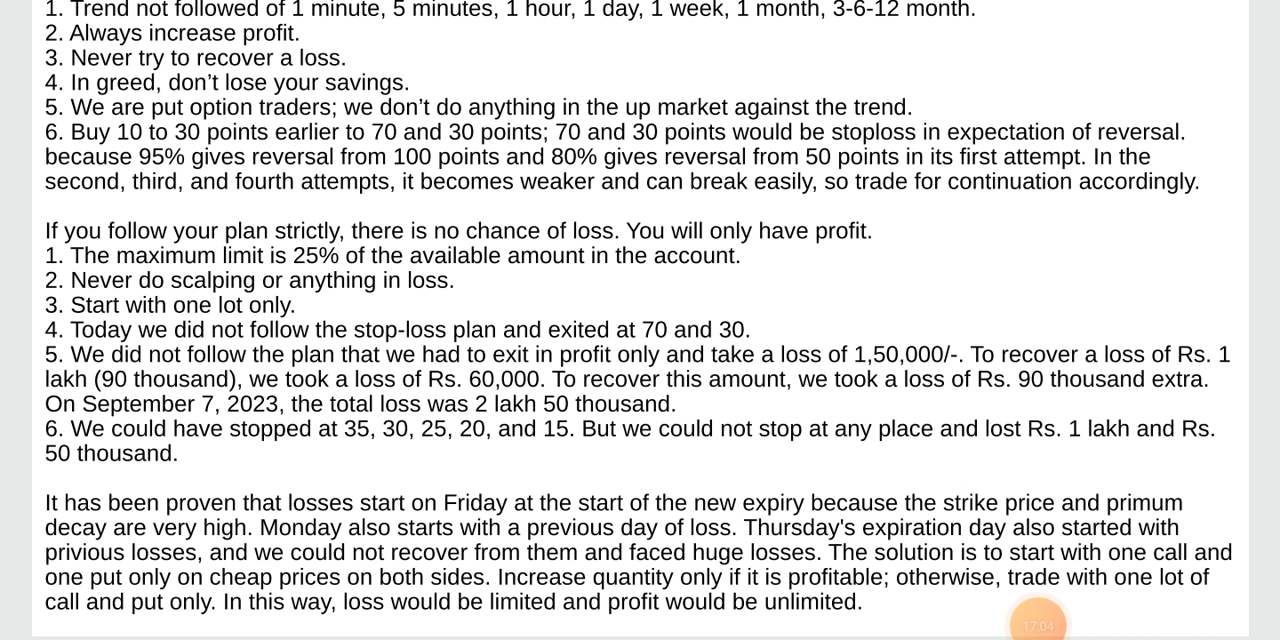 1. Trend not followed of 1 minute, 5 minutes, 1 hour, 1 day, 1 week, 1 month, 3-6-12 month.
2. Always increase profit.
3. Never try to recover a loss.
4. In greed, don’t lose your savings.
5. We are put option traders; we don’t do anything in the up market against the trend.
6. Buy 10 to 30 points earlier to 70 and 30 points; 70 and 30 points would be stoploss in expectation of reversal.
because 95% gives reversal from 100 points and 80% gives reversal from 50 points in its first attempt. In the
second, third, and fourth attempts, it becomes weaker and can break easily, so trade for continuation accordingly.
If you follow your plan strictly, there is no chance of loss. You will only have profit.
1. The maximum limit is 25% of the available amount in the account.
2. Never do scalping or anything in loss.
3. Start with one lot only.
4. Today we did not follow the stop-loss plan and exited at 70 and 30.
5. We did not follow the plan that we had to exit in profit only and take a loss of 1,50,000/-. To recover a loss of Rs. 1
lakh (90 thousand), we took a loss of Rs. 60,000. To recover this amount, we took a loss of Rs. 90 thousand extra.
On September 7, 2023, the total loss was 2 lakh 50 thousand.
6. We could have stopped at 35, 30, 25, 20, and 15. But we could not stop at any place and lost Rs. 1 lakh and Rs.
50 thousand.
It has been proven that losses start on Friday at the start of the new expiry because the strike price and primum
decay are very high. Monday also starts with a previous day of loss. Thursday's expiration day also started with
privious losses, and we could not recover from them and faced huge losses. The solution is to start with one call and
one put only on cheap prices on both sides. Increase quantity only if it is profitable; otherwise, trade with one lot of
call and put only. In this way, loss would be limited and profit would be unlimited.
17:04